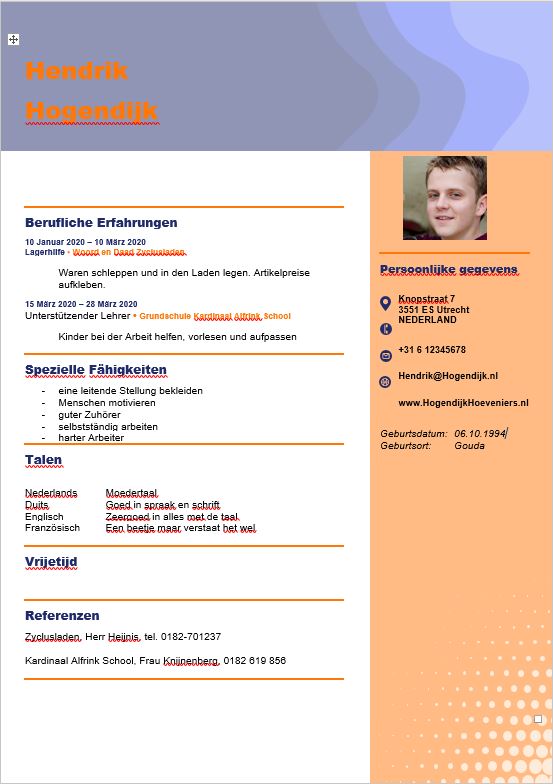 Hendrik
Hogendijk
Berufliche Erfahrungen
10 Januar 2020 – 10 März 2020
Lagerhilfe • Woord en Daad Zyclusladen
Waren schleppen und in den Laden legen. Artikelpreise
aufkleben.
15 März 2020 – 28 März 2020
Unterstützender Lehrer • Grundschule Kardinaal Alfrink School
Kinder bei der Arbeit helfen, vorlesen und aufpassen
Spezielle Fähigkeiten
- eine leitende Stellung bekleiden
- Menschen motivieren
- guter Zuhörer
- selbstständig arbeiten
- harter Arbeiter
Talen
Nederlands Moedertaal
Duits Goed in spraak en schrift
Englisch Zeergoed in alles met de taal
Französisch Een beetje maar verstaat het wel
Vrijetijd
Referenzen
Zyclusladen, Herr Heijnis, tel. 0182-701237
Kardinaal Alfrink School, Frau Knijnenberg, 0182 619 856
Persoonlijke gegevens
Knopstraat 7
3551 ES Utrecht
NEDERLAND
+31 6 12345678
Hendrik@Hogendijk.nl
www.HogendijkHoeveniers.nl
Geburtsdatum: 06.10.1994
Geburtsort: Gouda